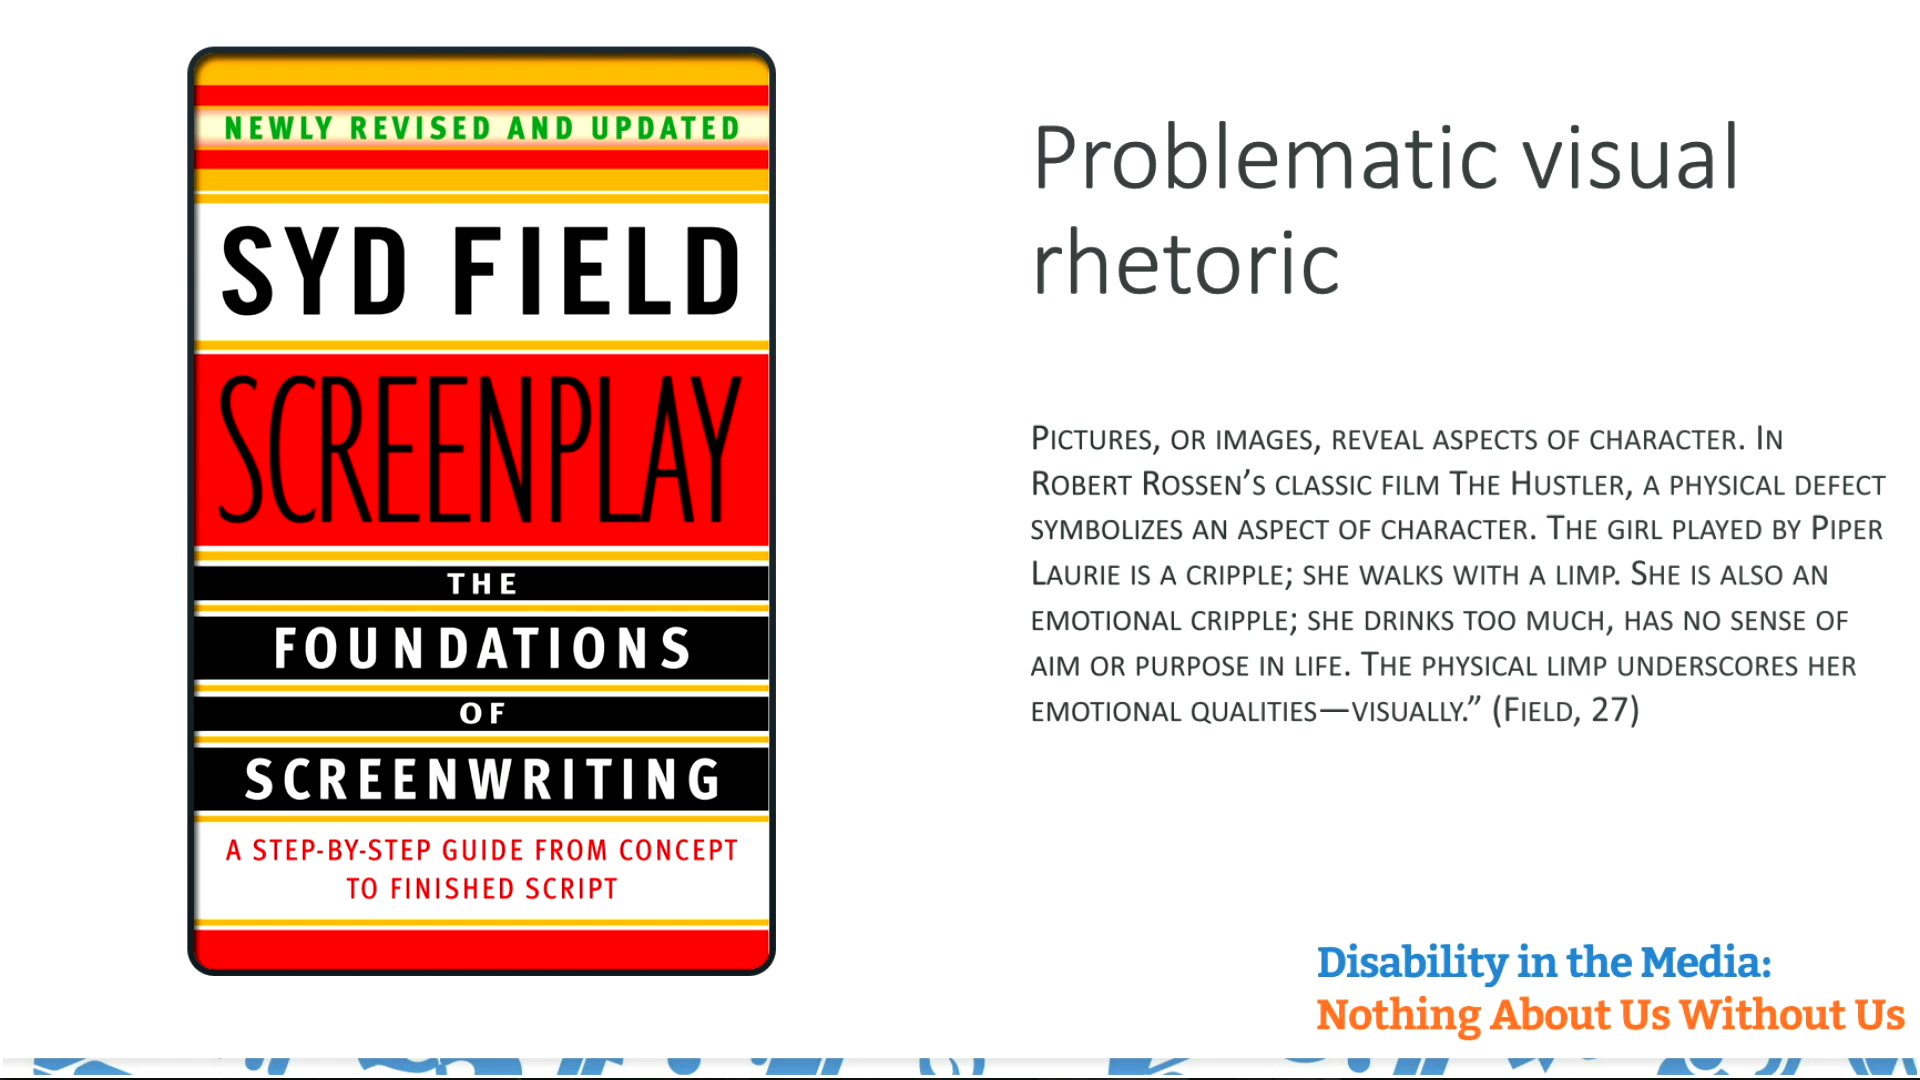 NEWLY REVISED AND UPDATED
SYD FIELD
SCREENPLAY
THE
FOUNDATIONS
OF
SCREENWRITING
A STEP-BY-STEP GUIDE FROM CONCEPT
TO FINISHED SCRIPT
Problematic visual
rhetoric
Pictures, or images, reveal aspects of character. In
Robert Rossen’s classic film The Hustler, a physical defect
symbolizes an aspect of character. The girl played by Piper
Laurie is a cripple; she walks with a limp. She is also an
emotional cripple; she drinks too much, has no sense of
aim or purpose in life. The physical limp underscores her
emotional qualities—visually.” (Field, 27)
Disability in the Media:
Nothing About Us Without Us